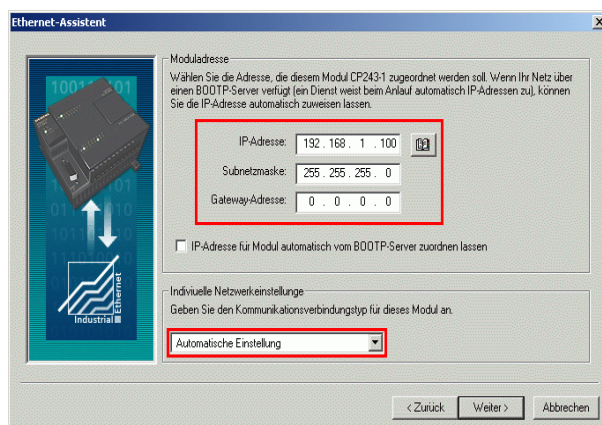 Ethernet-Assistent
Moduladresse
Wählen Sie die Adresse, die diesem Modul CP243-1 zugeordnet werden soll. Wenn Ihr Netz über
einen BOOTP-Server verfügt (ein Dienst weist beim Anlauf automatisch IP-Adressen zu), können
Sie die IP-Adresse automatisch zuweisen lassen.
IP-Adresse: 192 . 168 . 1 . 100
Subnetzmaske: 255 . 255 . 255 . 0
Gateway-Adresse: 0 . 0 . 0 . 0
IP-Adresse für Modul automatisch vom BOOTP-Server zuordnen lassen
Indiviuelle Netzwerkeinstellunge
Geben Sie den Kommunikationsverbindungstyp für dieses Modul an.
Automatische Einstellung
Industrial Ethernet
< Zurück Weiter > Abbrechen